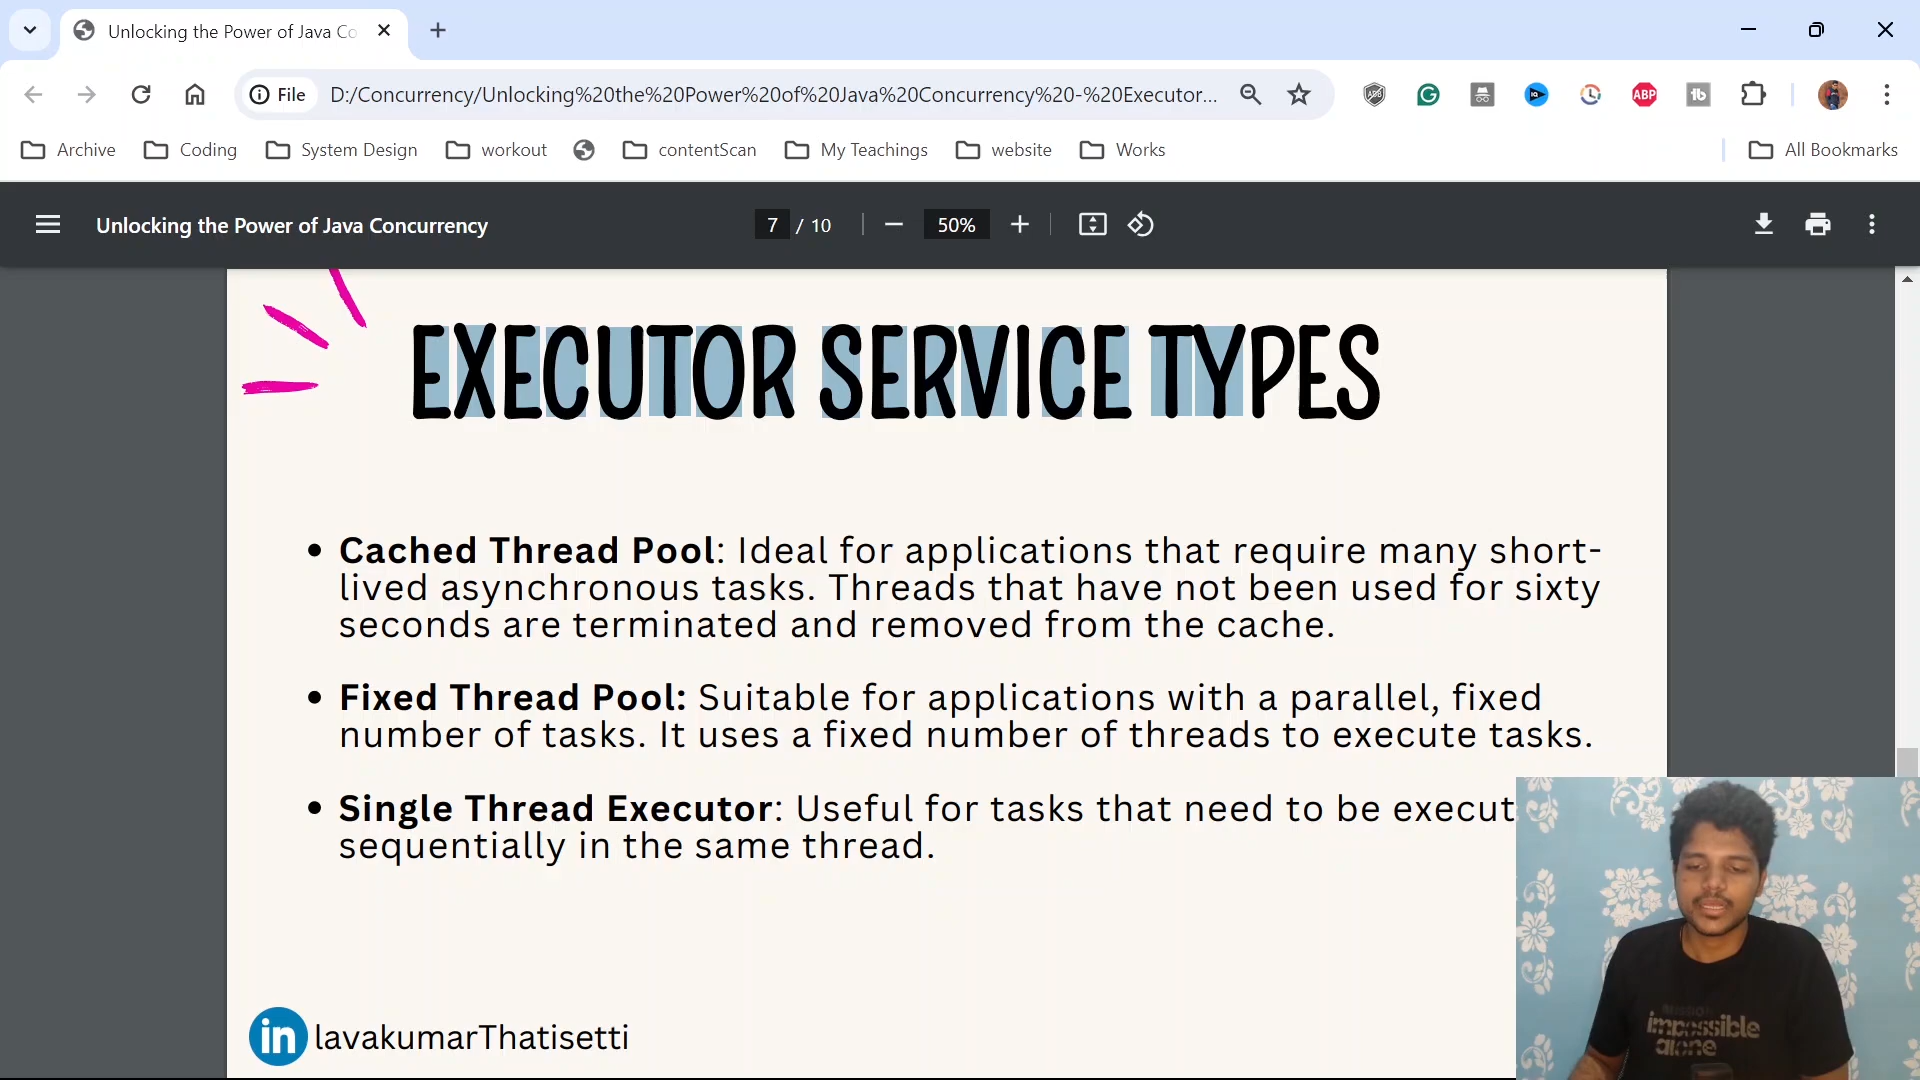 Unlocking the Power of Java Co
File
D:/Concurrency/Unlocking%20the%20Power%20of%20Java%20Concurrency%20-%20Executor...
ABP
Archive
Coding
System Design
workout
contentScan
My Teachings
website
Works
All Bookmarks
Unlocking the Power of Java Concurrency
7 / 10
50%
EXECUTOR SERVICE TYPES
• Cached Thread Pool: Ideal for applications that require many short-
lived asynchronous tasks. Threads that have not been used for sixty
seconds are terminated and removed from the cache.
• Fixed Thread Pool: Suitable for applications with a parallel, fixed
number of tasks. It uses a fixed number of threads to execute tasks.
• Single Thread Executor: Useful for tasks that need to be execut
sequentially in the same thread.
in lavakumarThatisetti
impossible
alone